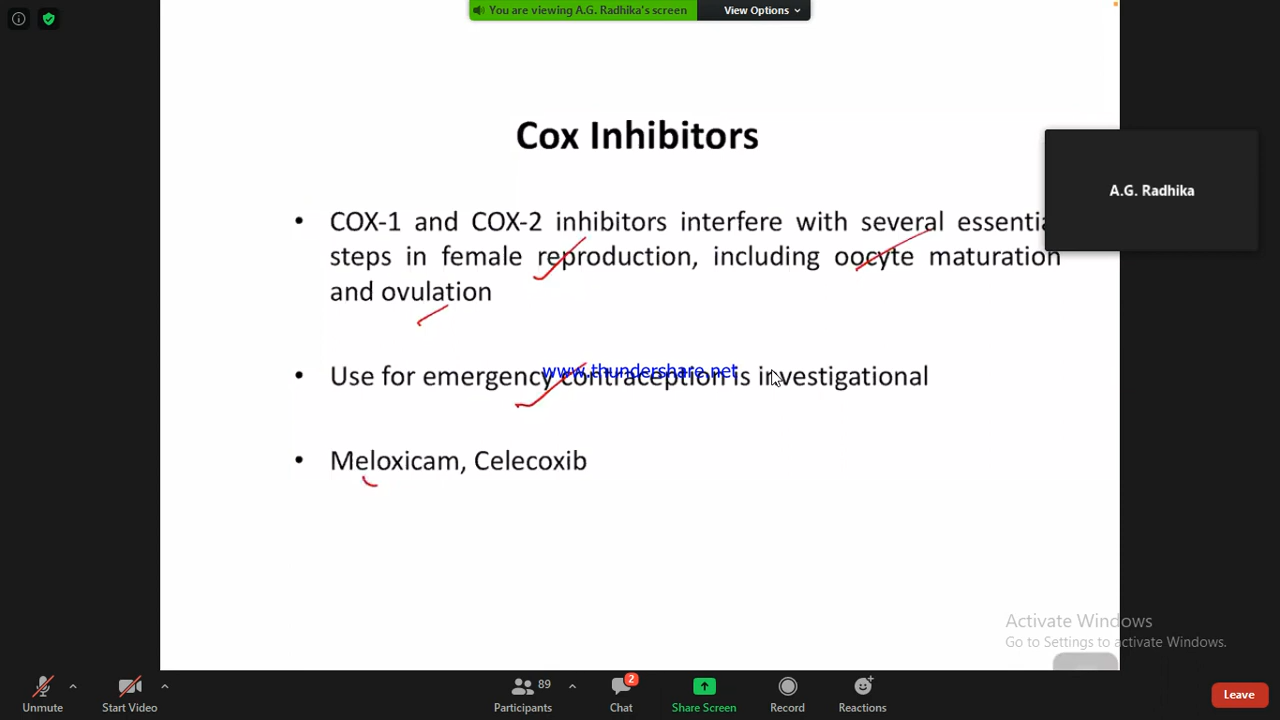 You are viewing A.G. Radhika's screen
View Options
Cox Inhibitors
A.G. Radhika
• COX-1 and COX-2 inhibitors interfere with several essentia
steps in female reproduction, including oocyte maturation
and ovulation
www.thundershare.net
• Use for emergency contraception is investigational
• Meloxicam, Celecoxib
Activate Windows
Go to Settings to activate Windows.
Unmute
Start Video
89
Participants
2
Chat
Share Screen
Record
Reactions
Leave